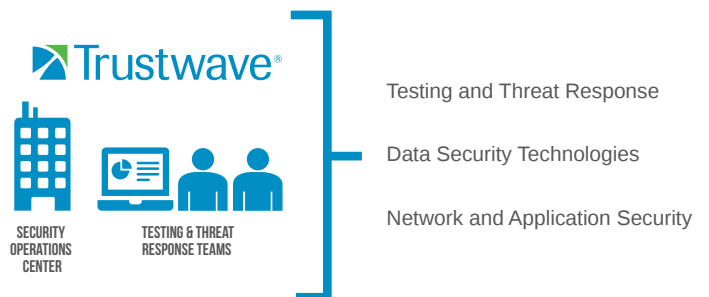 Trustwave®
SECURITY
OPERATIONS
CENTER
TESTING & THREAT
RESPONSE TEAMS
Testing and Threat Response
Data Security Technologies
Network and Application Security